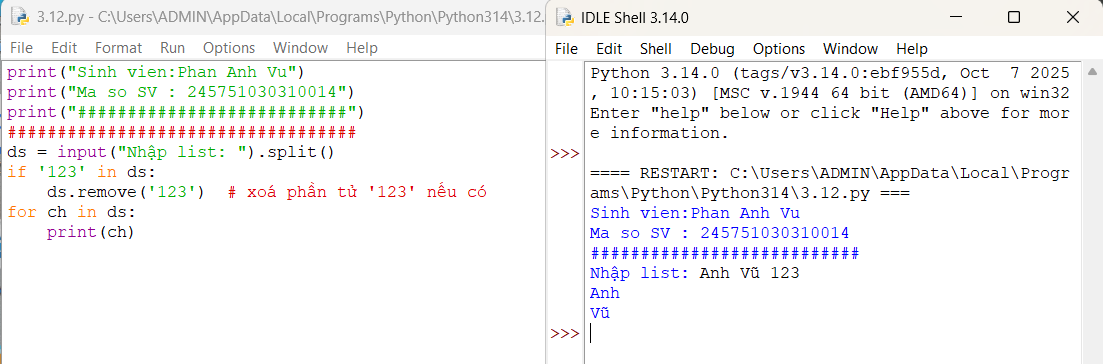 3.12.py - C:\Users\ADMIN\AppData\Local\Programs\Python\Python314\3.12.
File Edit Format Run Options Window Help
print("Sinh vien:Phan Anh Vu")
print("Ma so SV : 245751030310014")
print("###########################")
###################################
ds = input("Nhập list: ").split()
if '123' in ds:
    ds.remove('123')  # xoá phần tử '123' nếu có
for ch in ds:
    print(ch)
IDLE Shell 3.14.0
File Edit Shell Debug Options Window Help
Python 3.14.0 (tags/v3.14.0:ebf955d, Oct  7 2025
, 10:15:03) [MSC v.1944 64 bit (AMD64)] on win32
Enter "help" below or click "Help" above for mor
e information.
>>>
==== RESTART: C:\Users\ADMIN\AppData\Local\Progr
ams\Python\Python314\3.12.py ===
Sinh vien:Phan Anh Vu
Ma so SV : 245751030310014
###########################
Nhập list: Anh Vũ 123
Anh
Vũ
>>>